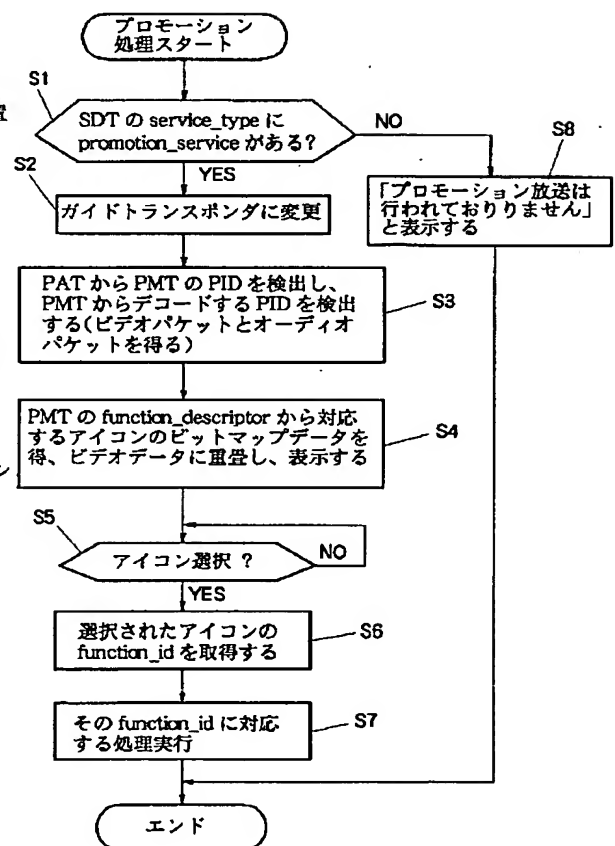 プロモーション
処理スタート
S1
置
SDT の service_type に
promotion_service がある?
NO
S8
S2
YES
「プロモーション放送は
行われておりりません」
と表示する
ガイドトランスポンダに変更
PAT から PMT の PID を検出し、
PMT からデコードする PID を検出
する(ビデオパケットとオーディオ
パケットを得る)
S3
PMT の function_descriptor から対応
するアイコンのビットマップデータを
得、ビデオデータに重畳し、表示する
S4
ン
S5
アイコン選択 ?
NO
YES
選択されたアイコンの
function_id を取得する
S6
その function_id に対応
する処理実行
S7
エンド